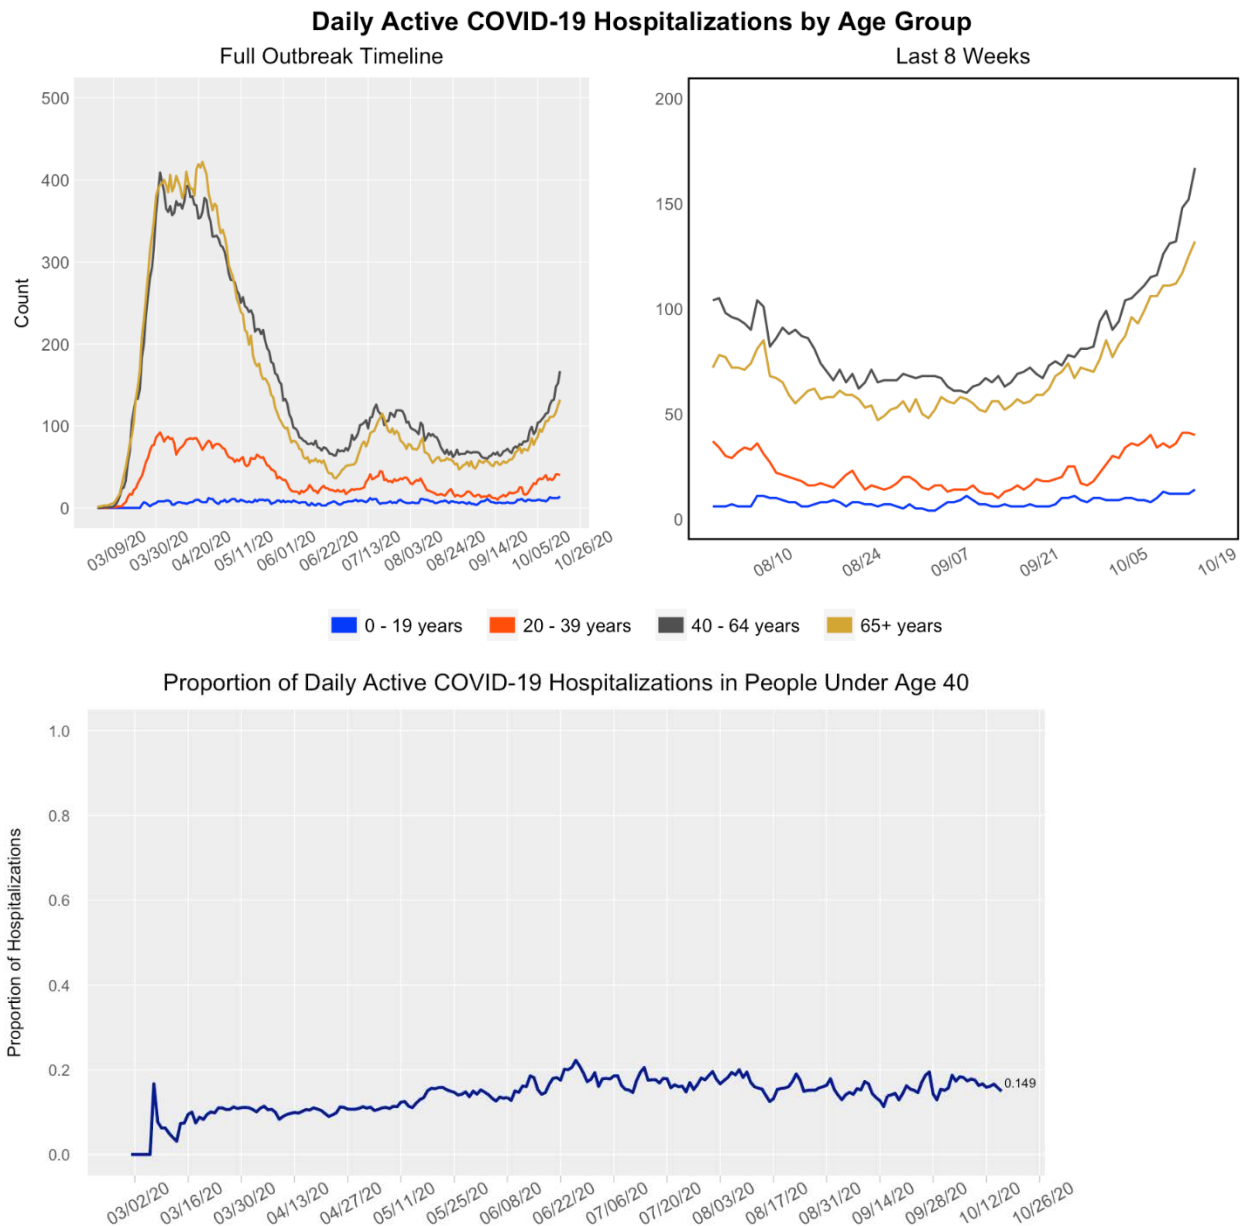 Daily Active COVID-19 Hospitalizations by Age Group
Full Outbreak Timeline
500
400
300
200
100
0
Count
03/09/20 03/30/20 04/20/20 05/11/20 06/01/20 06/22/20 07/13/20 08/03/20 08/24/20 09/14/20 10/05/20 10/26/20
Last 8 Weeks
200
150
100
50
0
08/10 08/24 09/07 09/21 10/05 10/19
0 - 19 years 20 - 39 years 40 - 64 years 65+ years
Proportion of Daily Active COVID-19 Hospitalizations in People Under Age 40
1.0
0.8
0.6
0.4
0.2
0.0
Proportion of Hospitalizations
0.149
03/02/20 03/16/20 03/30/20 04/13/20 04/27/20 05/11/20 05/25/20 06/08/20 06/22/20 07/06/20 07/20/20 08/03/20 08/17/20 08/31/20 09/14/20 09/28/20 10/12/20 10/26/20